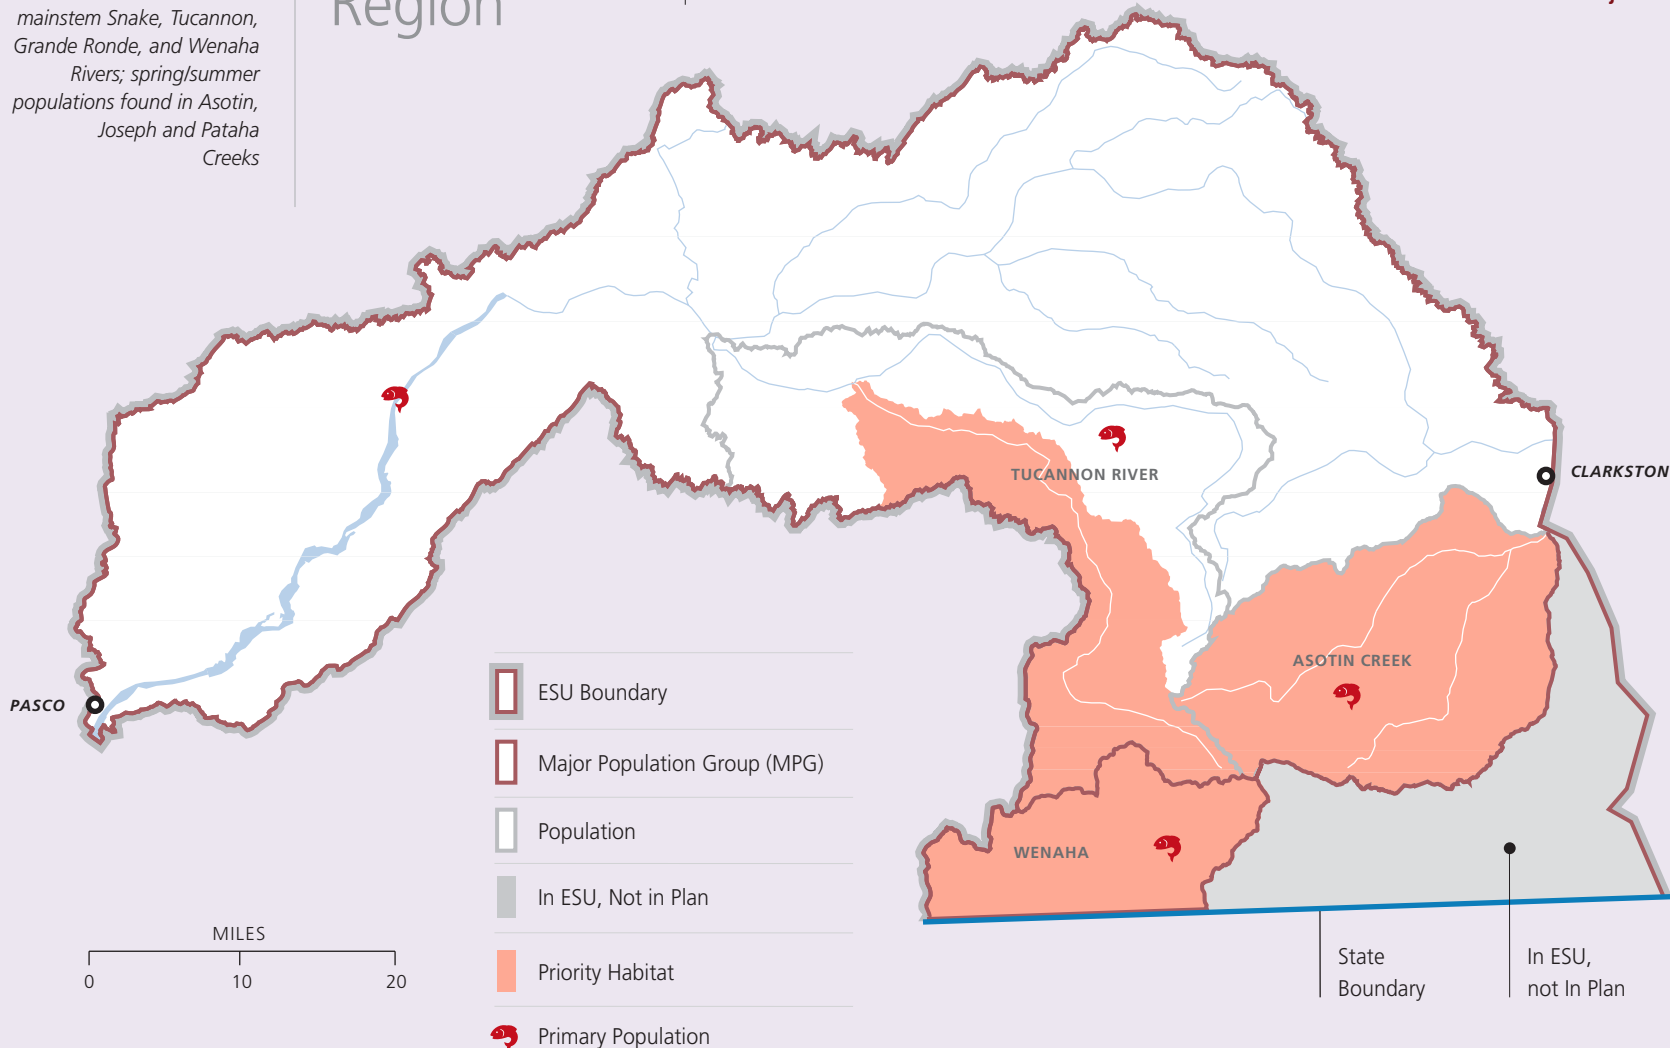 mainstem Snake, Tucannon,
Grande Ronde, and Wenaha
Rivers; spring/summer
populations found in Asotin,
Joseph and Pataha
Creeks
Region
CLARKSTON
TUCANNON RIVER
ASOTIN CREEK
PASCO
WENAHA
ESU Boundary
Major Population Group (MPG)
Population
In ESU, Not in Plan
Priority Habitat
Primary Population
MILES
0 10 20
State
Boundary
In ESU,
not In Plan